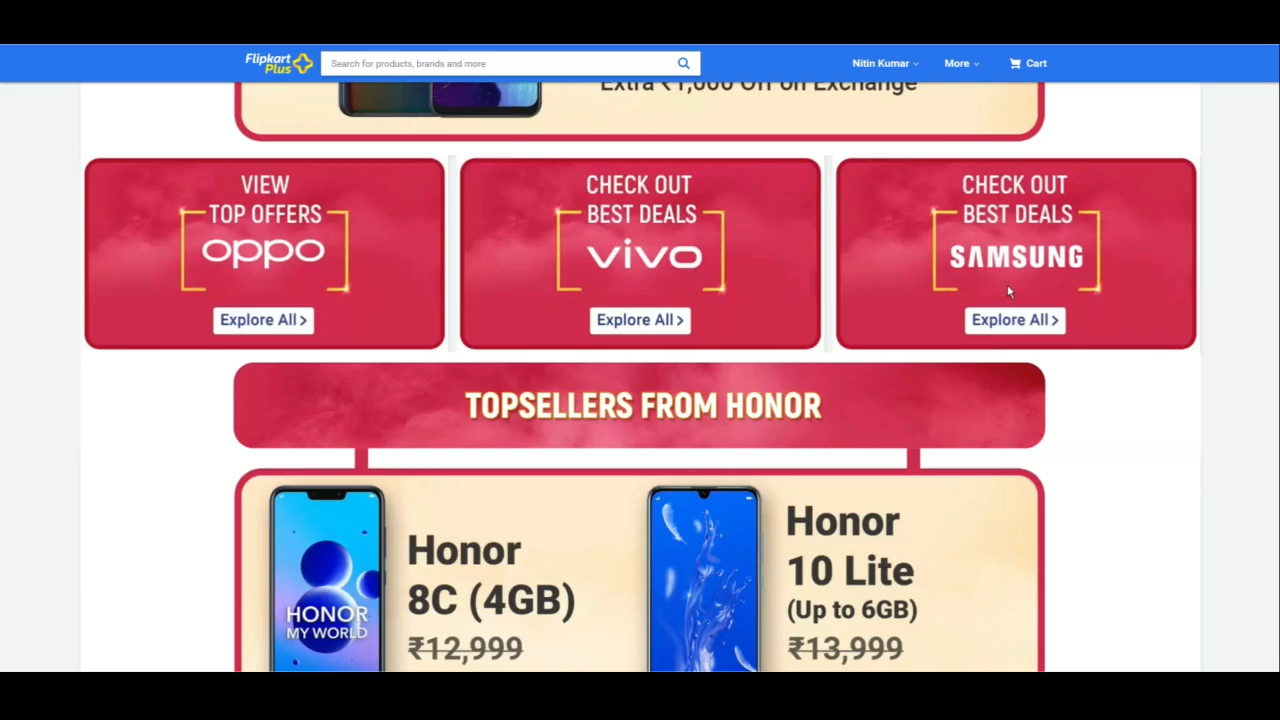 Flipkart
Plus
Search for products, brands and more
Nitin Kumar
More
Cart
Extra ₹1,000 Off on Exchange
VIEW
TOP OFFERS
oppo
Explore All >
CHECK OUT
BEST DEALS
vivo
Explore All >
CHECK OUT
BEST DEALS
SAMSUNG
Explore All >
TOPSELLERS FROM HONOR
HONOR
MY WORLD
Honor
8C (4GB)
₹12,999
Honor
10 Lite
(Up to 6GB)
₹13,999